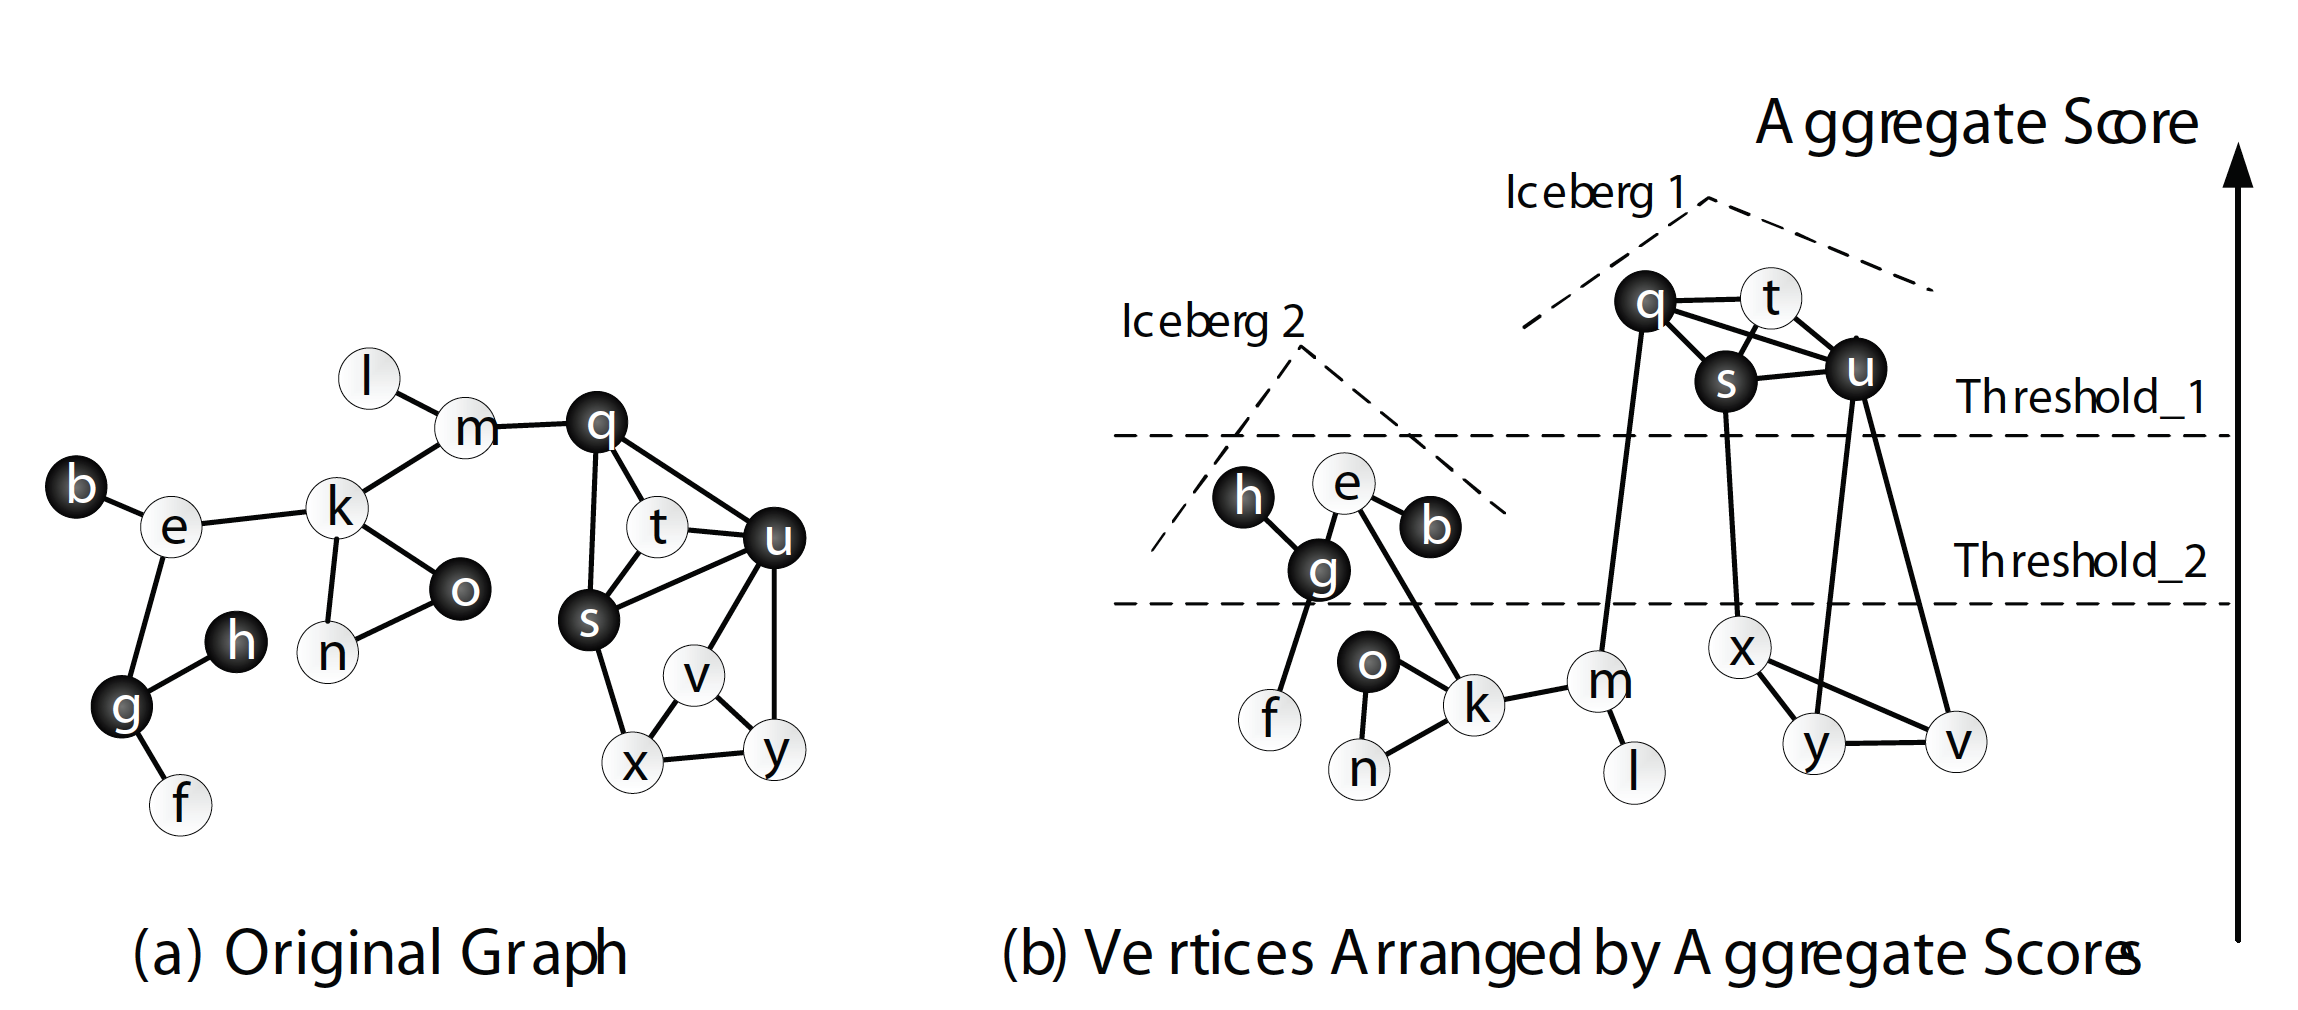 Aggregate Score
Iceberg 1
Iceberg 2
Threshold_1
Threshold_2
l
m
q
b
e
k
t
u
o
s
h
n
v
g
x
y
f
q
t
s
u
h
e
b
g
o
x
f
k
m
n
l
y
v
(a) Original Graph
(b) Vertices Arranged by Aggregate Scores